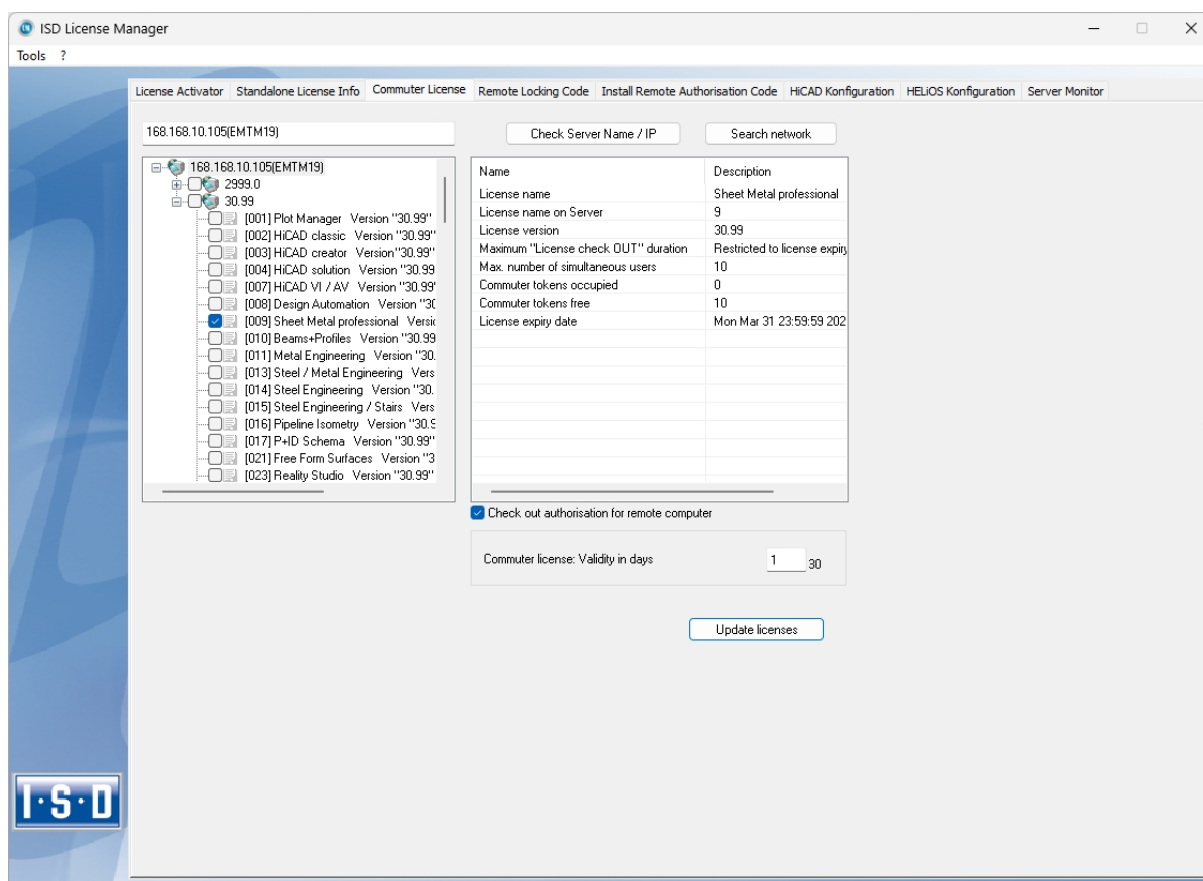 ISD License Manager
Tools ?
License Activator Standalone License Info Commuter License Remote Locking Code Install Remote Authorisation Code HiCAD Konfiguration HELiOS Konfiguration Server Monitor
168.168.10.105(EMTM19)
Check Server Name / IP
Search network
168.168.10.105(EMTM19)
2999.0
30.99
[001] Plot Manager Version "30.99"
[002] HiCAD classic Version "30.99"
[003] HiCAD creator Version "30.99"
[004] HiCAD solution Version "30.99
[007] HiCAD VI / AV Version "30.99'
[008] Design Automation Version "3
[009] Sheet Metal professional Versi
[010] Beams+Profiles Version "30.99
[011] Metal Engineering Version "30.
[013] Steel / Metal Engineering Vers
[014] Steel Engineering Version "30.
[015] Steel Engineering / Stairs Vers
[016] Pipeline Isometry Version "30.9
[017] P+ID Schema Version "30.99"
[021] Free Form Surfaces Version "3
[023] Reality Studio Version "30.99"
Name Description
License name Sheet Metal professional
License name on Server 9
License version 30.99
Maximum "License check OUT" duration Restricted to license expiry
Max. number of simultaneous users 10
Commuter tokens occupied 0
Commuter tokens free 10
License expiry date Mon Mar 31 23:59:59 202
Check out authorisation for remote computer
Commuter license: Validity in days 1 30
Update licenses
I·S·D